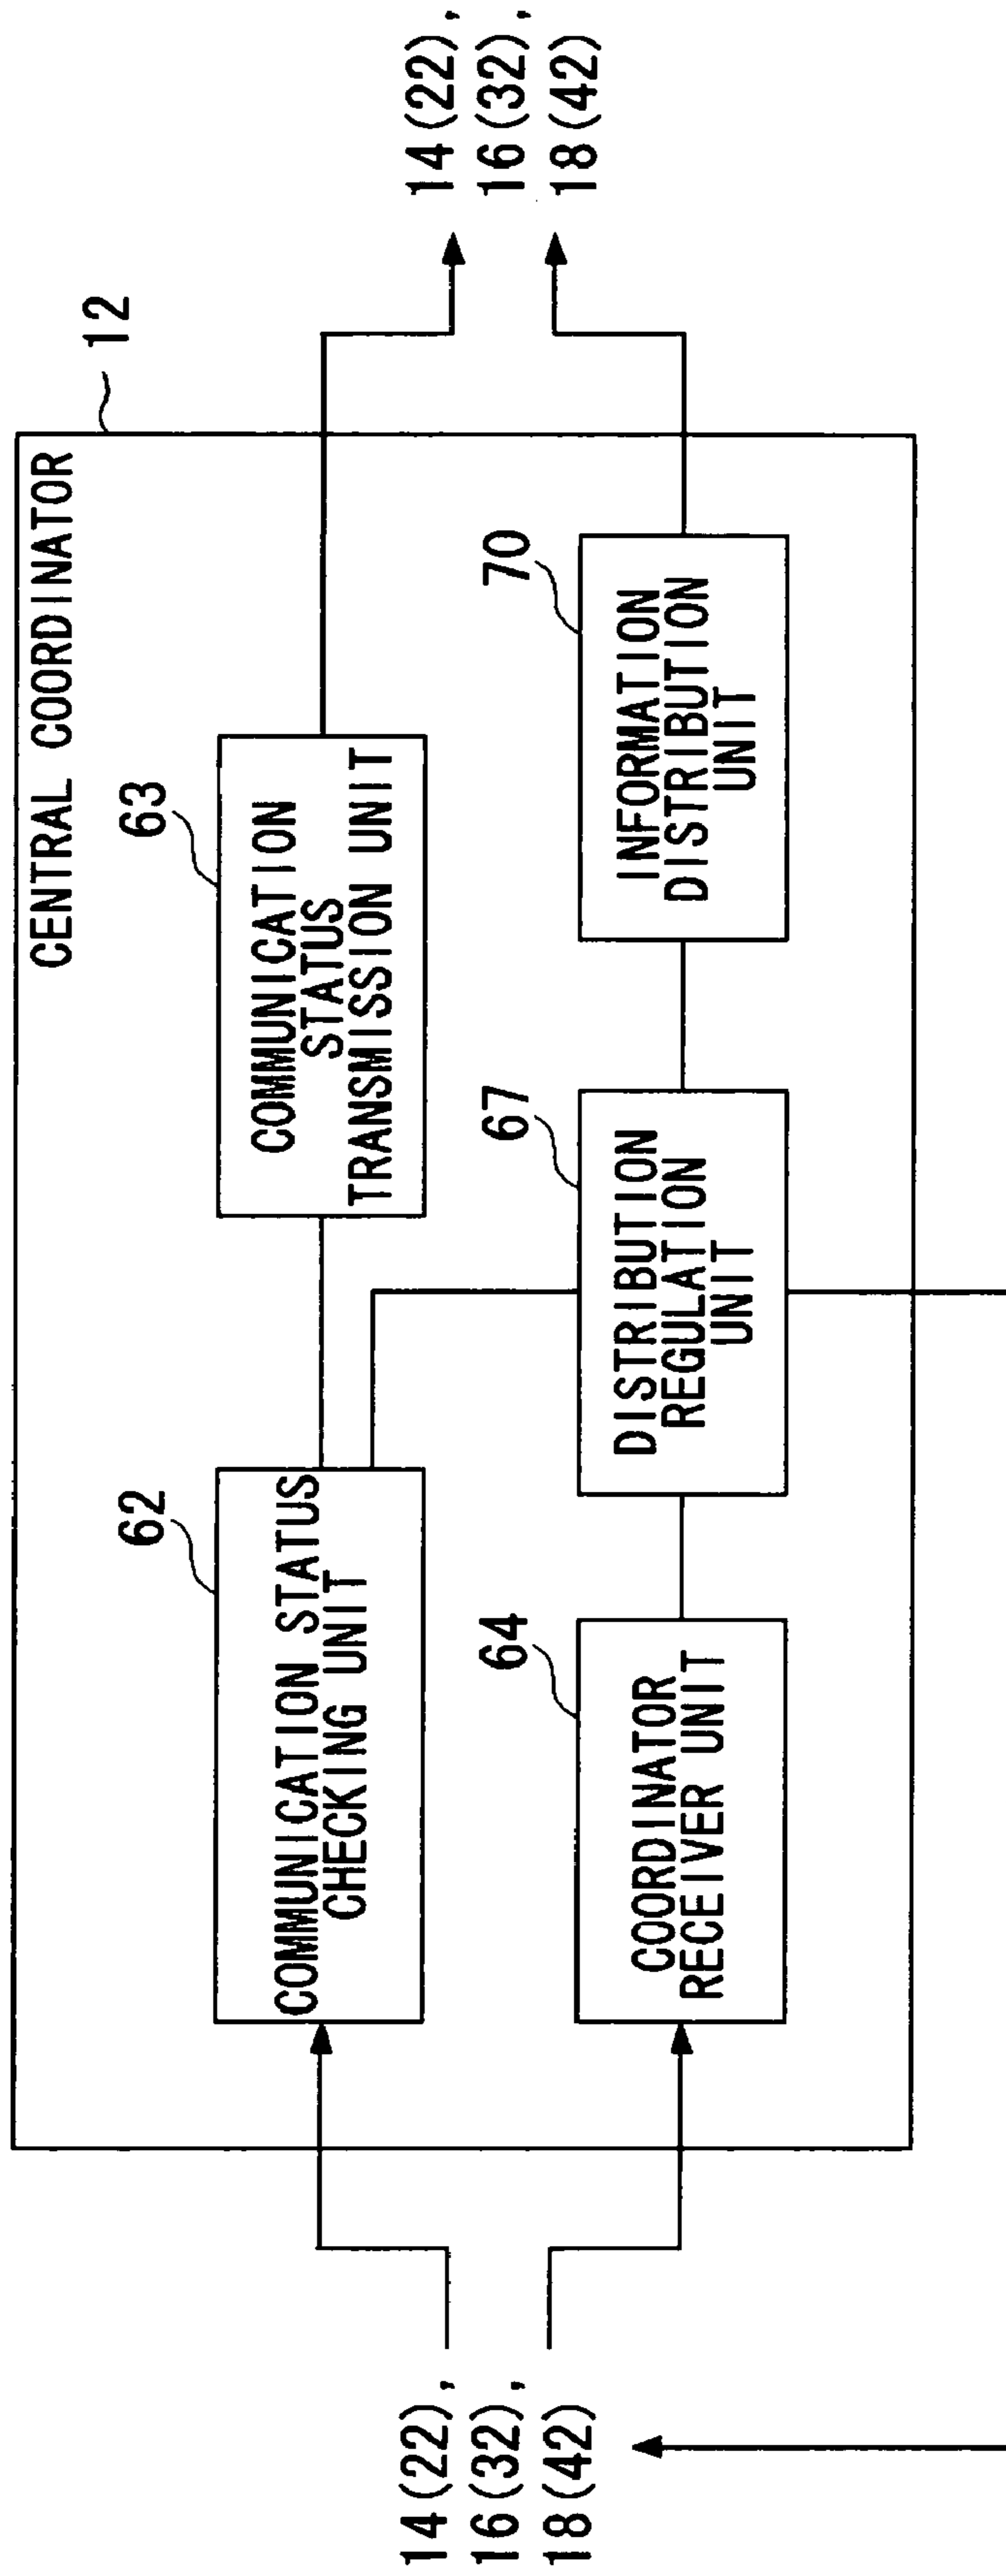 CENTRAL COORDINATOR
12
14(22),
16(32),
18(42)
62
COMMUNICATION STATUS
CHECKING UNIT
63
COMMUNICATION
STATUS
TRANSMISSION UNIT
14(22),
16(32),
18(42)
64
COORDINATOR
RECEIVER UNIT
67
DISTRIBUTION
REGULATION
UNIT
70
INFORMATION
DISTRIBUTION
UNIT